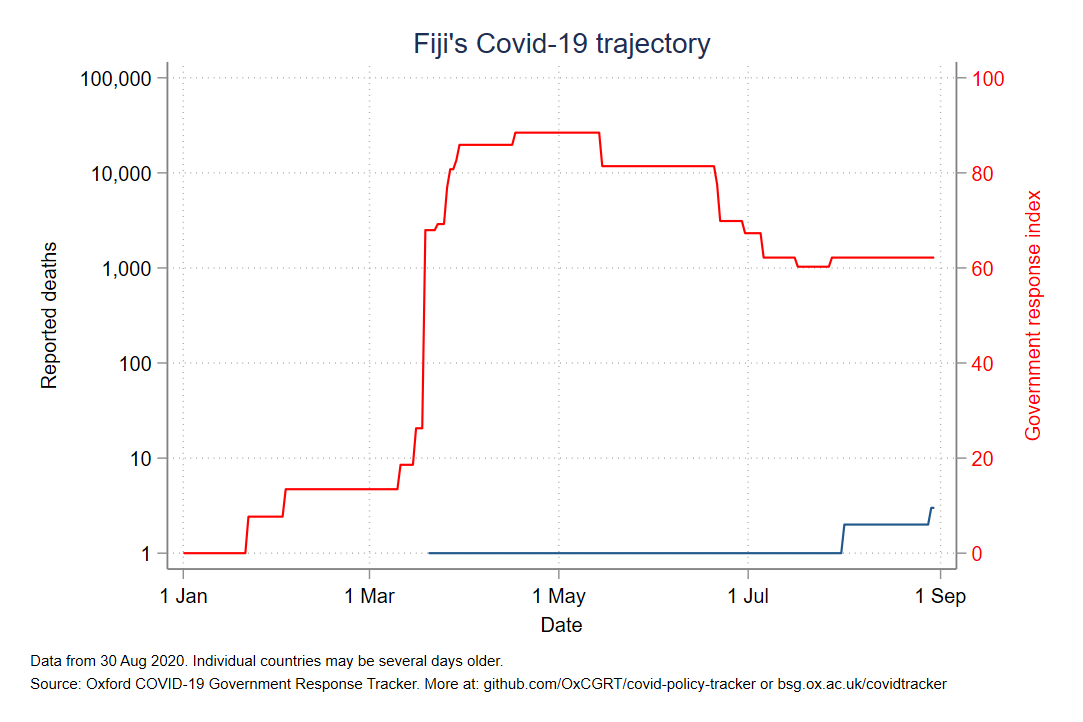 Fiji's Covid-19 trajectory
100,000
10,000
1,000
100
10
1
Reported deaths
100
80
60
40
20
0
Government response index
1 Jan
1 Mar
1 May
1 Jul
1 Sep
Date
Data from 30 Aug 2020. Individual countries may be several days older.
Source: Oxford COVID-19 Government Response Tracker. More at: github.com/OxCGRT/covid-policy-tracker or bsg.ox.ac.uk/covidtracker